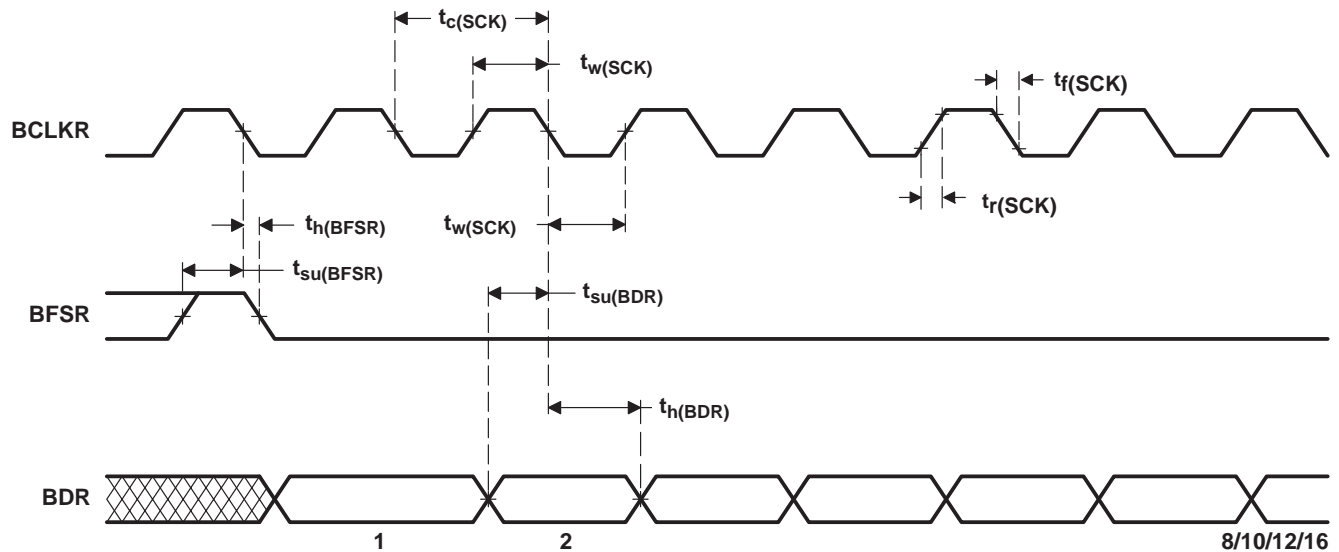 tc(SCK)
tw(SCK)
tf(SCK)
BCLKR
tr(SCK)
th(BFSR)
tw(SCK)
tsu(BFSR)
tsu(BDR)
BFSR
th(BDR)
BDR
1 2 8/10/12/16